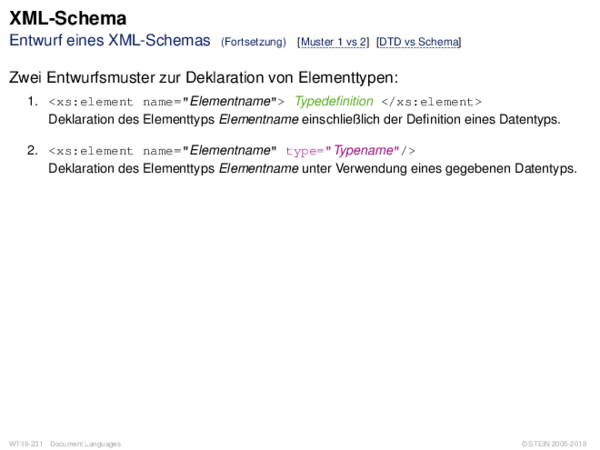 XML-Schema
Entwurf eines XML-Schemas (Fortsetzung) [Muster 1 vs 2] [DTD vs Schema]
Zwei Entwurfsmuster zur Deklaration von Elementtypen:
1. <xs:element name="Elementname"> Typedefinition </xs:element>
Deklaration des Elementtyps Elementname einschließlich der Definition eines Datentyps.
2. <xs:element name="Elementname" type="Typename"/>
Deklaration des Elementtyps Elementname unter Verwendung eines gegebenen Datentyps.
WT:III-231 Document Languages © STEIN 2005-2018